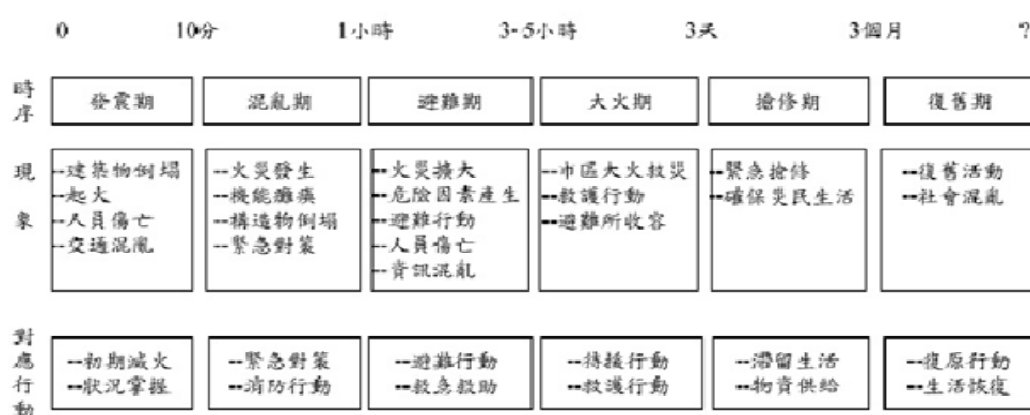 0 10分 1小時 3-5小時 3天 3個月 ?
時序
發震期 混亂期 避難期 大火期 搶修期 復舊期
現象
--建築物倒塌
--起火
--人員傷亡
--交通混亂
--火災發生
--機能癱瘓
--構造物倒塌
--緊急對策
--火災擴大
--危險因素產生
--避難行動
--人員傷亡
--資訊混亂
--市區大火救災
--救護行動
--避難所收容
--緊急搶修
--確保災民生活
--復舊活動
--社會混亂
對應行動
--初期滅火
--狀況掌握
--緊急對策
--消防行動
--避難行動
--救急救助
--待援行動
--救護行動
--滯留生活
--物資供給
--復原行動
--生活恢復